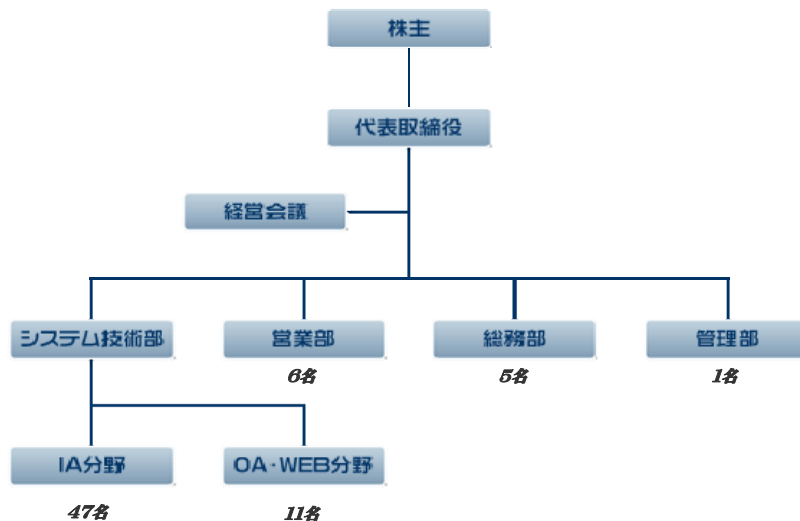 株主
代表取締役
経営会議
システム技術部
営業部
総務部
管理部
6名
5名
1名
IA分野
OA・WEB分野
47名
11名